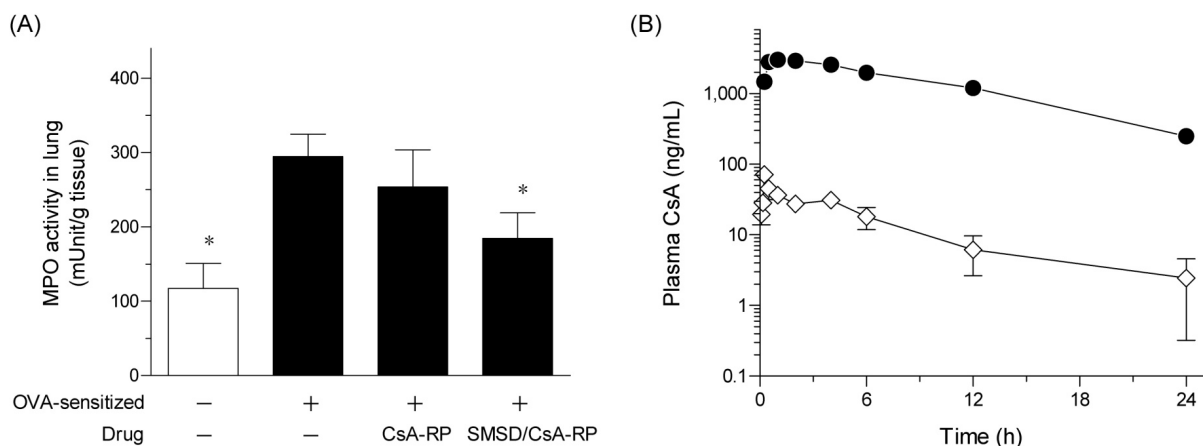 (A)
MPO activity in lung
(mUnit/g tissue)
400
300
200
100
0
*
*
OVA-sensitized − + + +
Drug − − CsA-RP SMSD/CsA-RP
(B)
Plasma CsA (ng/mL)
1,000
100
10
1
0.1
0 6 12 18 24
Time (h)